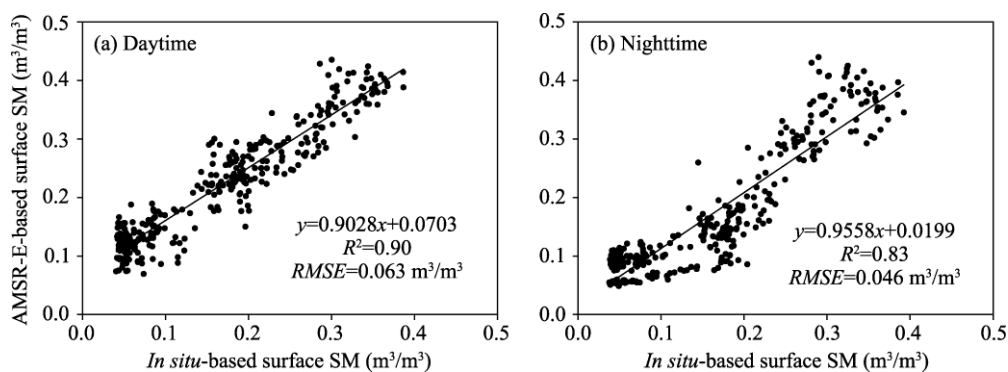 (a) Daytime
AMSR-E-based surface SM (m³/m³)
0.5
0.4
0.3
0.2
0.1
0.0
y=0.9028x+0.0703
R²=0.90
RMSE=0.063 m³/m³
0.0 0.1 0.2 0.3 0.4 0.5
In situ-based surface SM (m³/m³)
(b) Nighttime
0.5
0.4
0.3
0.2
0.1
0.0
y=0.9558x+0.0199
R²=0.83
RMSE=0.046 m³/m³
0.0 0.1 0.2 0.3 0.4 0.5
In situ-based surface SM (m³/m³)